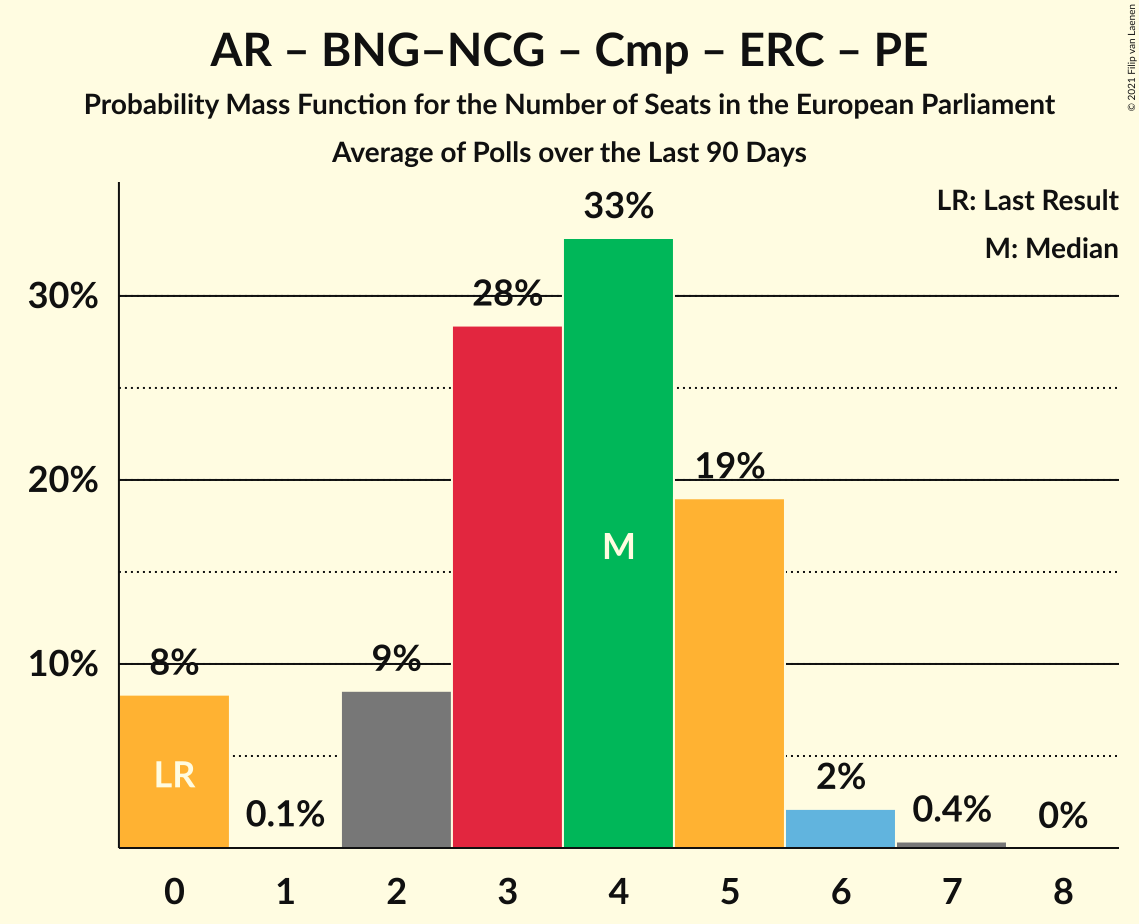 AR – BNG–NCG – Cmp – ERC – PE
Probability Mass Function for the Number of Seats in the European Parliament
Average of Polls over the Last 90 Days
© 2021 Filip van Laenen
LR: Last Result
M: Median
33%
28%
30%
19%
20%
M
8%
9%
10%
LR
0.1%
2%
0.4%
0%
0 1 2 3 4 5 6 7 8